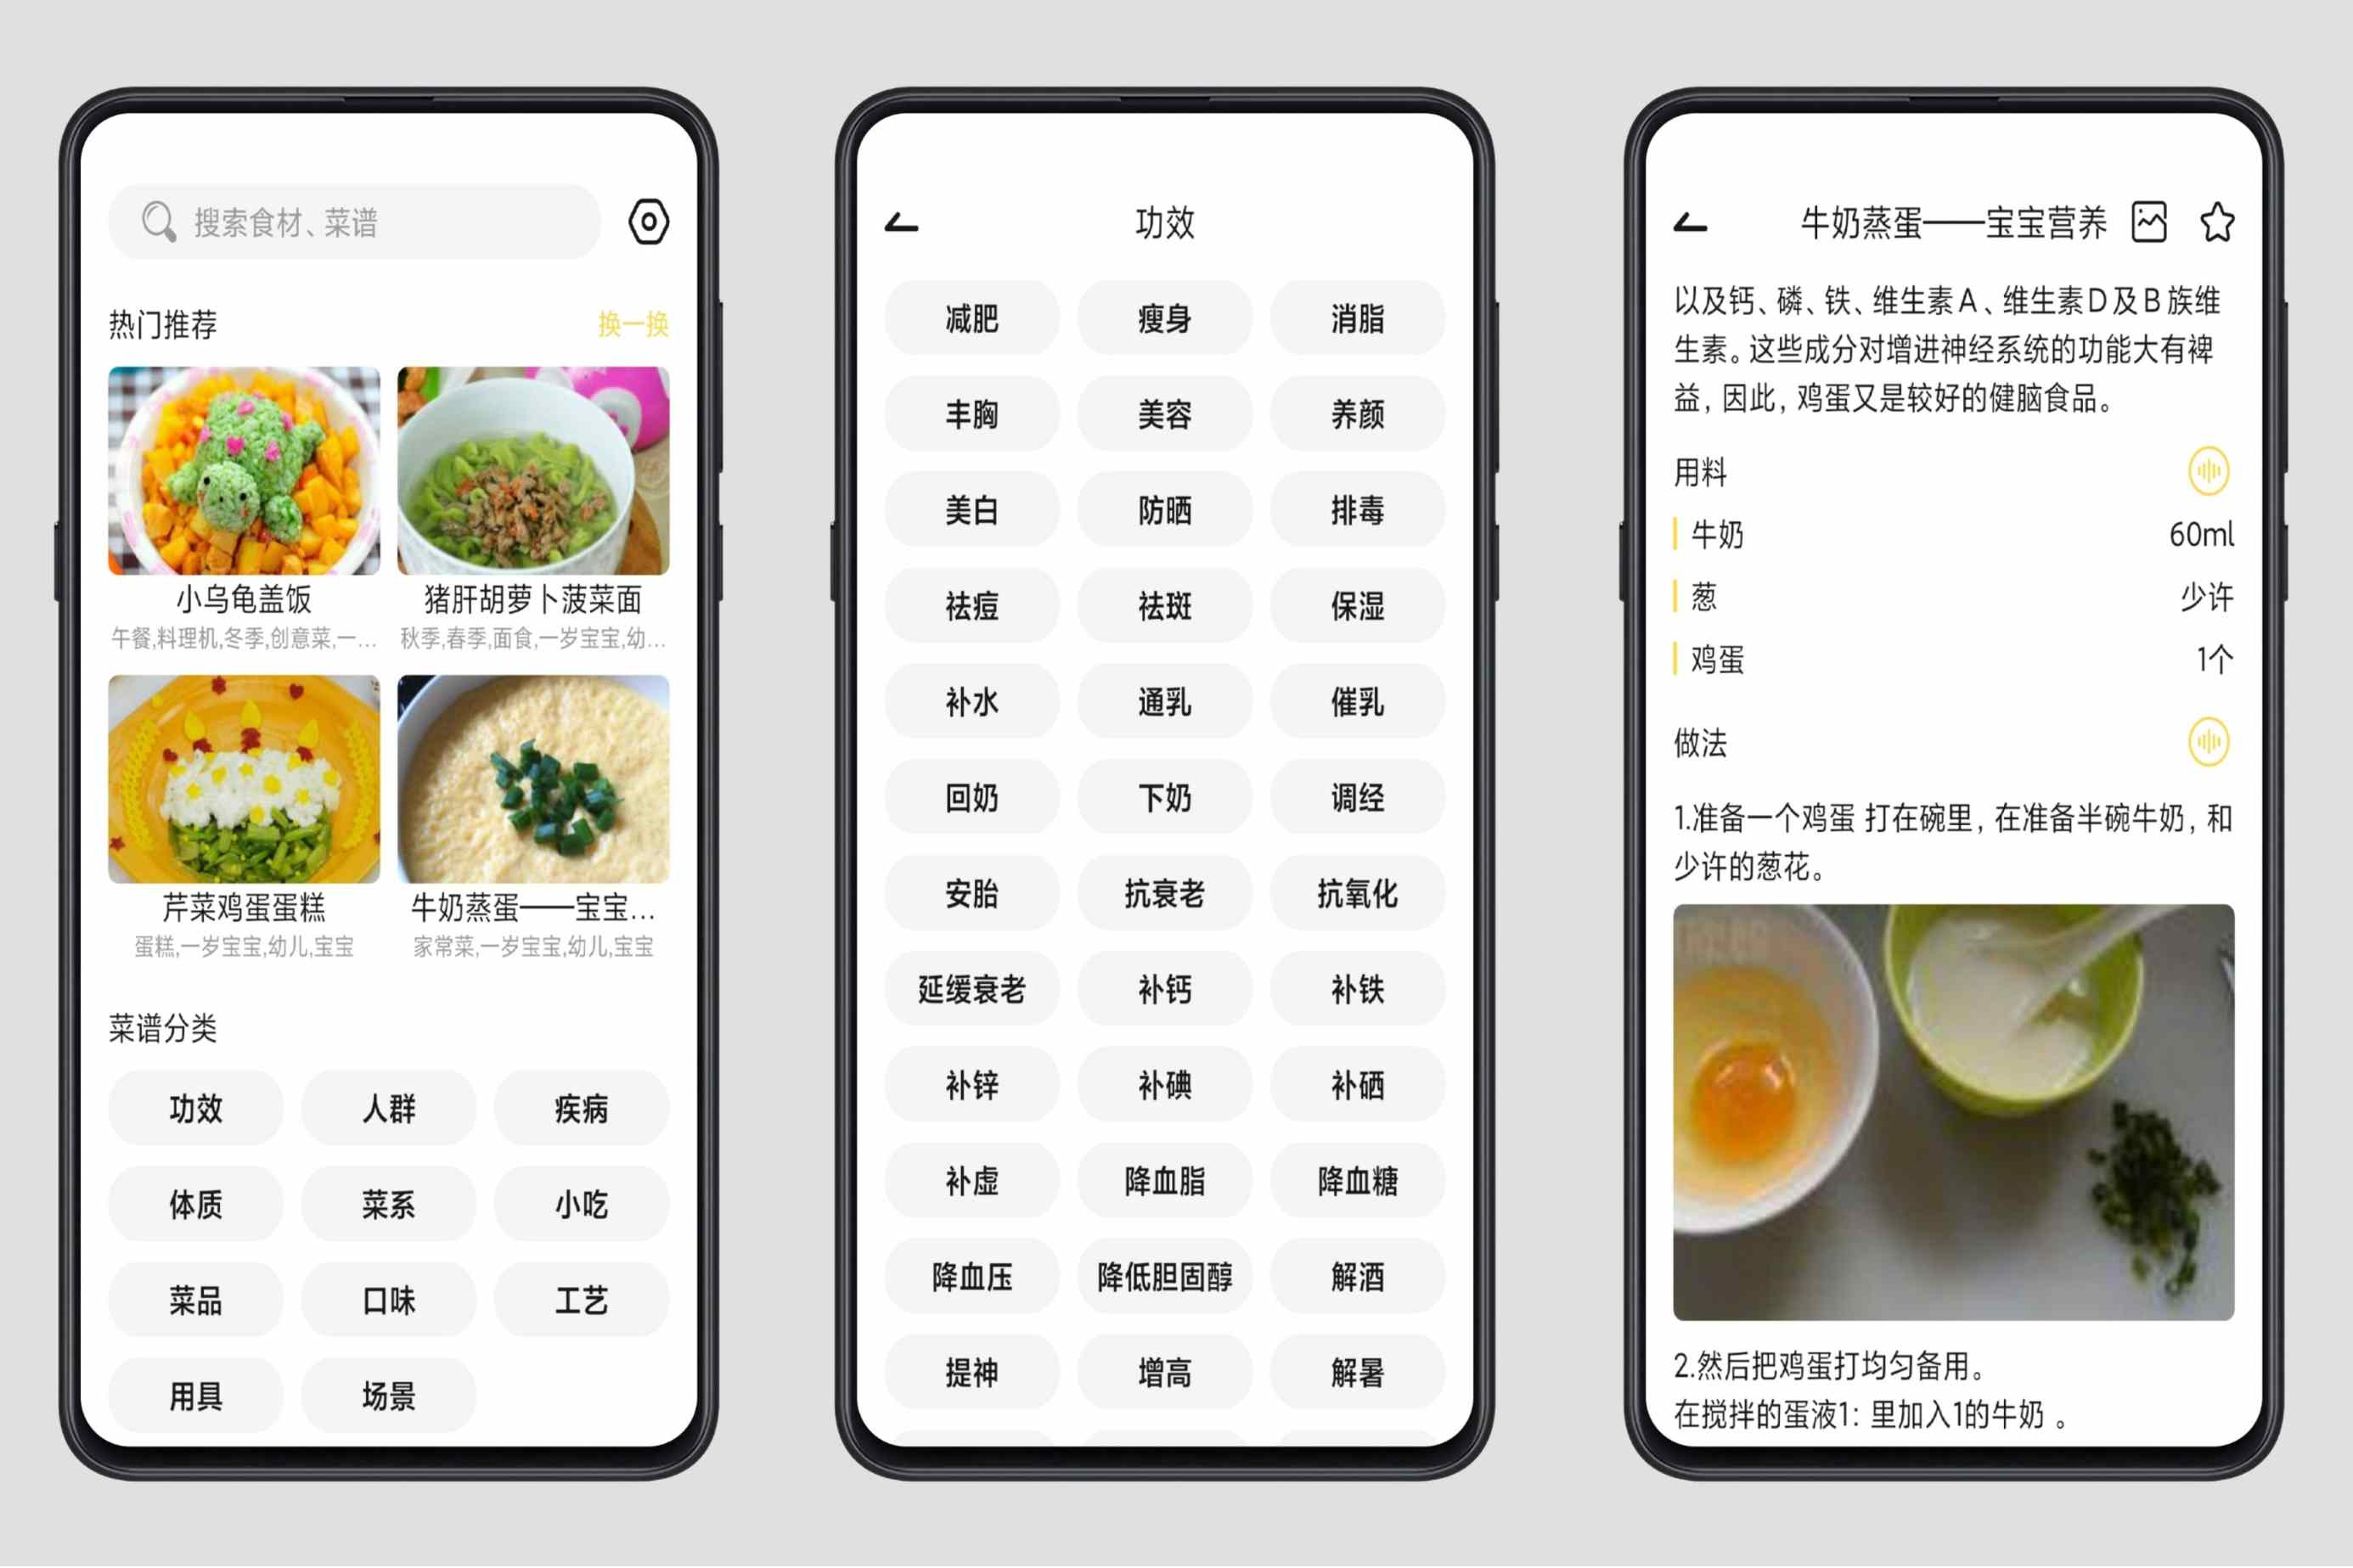 搜索食材、菜谱
热门推荐
换一换
小乌龟盖饭
猪肝胡萝卜菠菜面
午餐,料理机,冬季,创意菜,一...
秋季,春季,面食,一岁宝宝,幼...
芹菜鸡蛋蛋糕
牛奶蒸蛋——宝宝...
蛋糕,一岁宝宝,幼儿,宝宝
家常菜,一岁宝宝,幼儿,宝宝
菜谱分类
功效
人群
疾病
体质
菜系
小吃
菜品
口味
工艺
用具
场景
功效
减肥
瘦身
消脂
丰胸
美容
养颜
美白
防晒
排毒
祛痘
祛斑
保湿
补水
通乳
催乳
回奶
下奶
调经
安胎
抗衰老
抗氧化
延缓衰老
补钙
补铁
补锌
补碘
补硒
补虚
降血脂
降血糖
降血压
降低胆固醇
解酒
提神
增高
解暑
牛奶蒸蛋——宝宝营养
以及钙、磷、铁、维生素A、维生素D及B族维
生素。这些成分对增进神经系统的功能大有裨
益，因此，鸡蛋又是较好的健脑食品。
用料
牛奶
60ml
葱
少许
鸡蛋
1个
做法
1.准备一个鸡蛋 打在碗里，在准备半碗牛奶，和
少许的葱花。
2.然后把鸡蛋打均匀备用。
在搅拌的蛋液1：里加入1的牛奶 。